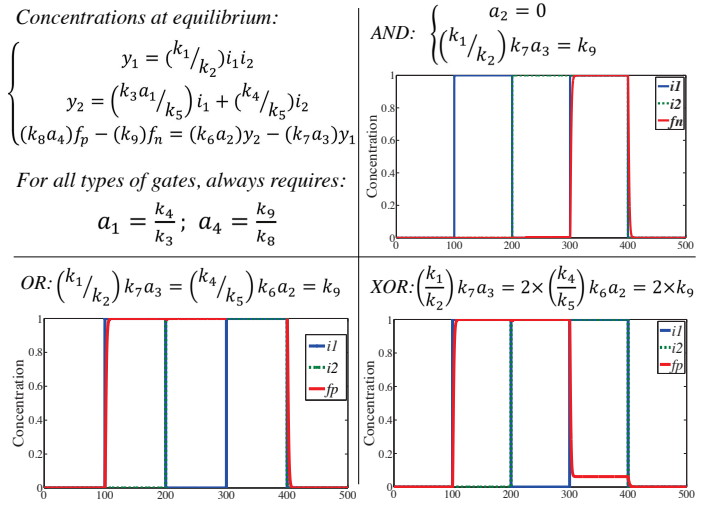 Concentrations at equilibrium:
y₁ = (k₁/k₂)i₁i₂
y₂ = (k₃a₁/k₅) i₁ + (k₄/k₅)i₂
(k₈a₄)fₚ − (k₉)fₙ = (k₆a₂)y₂ − (k₇a₃)y₁
For all types of gates, always requires:
a₁ = k₄/k₃ ; a₄ = k₉/k₈
AND: { a₂ = 0
(k₁/k₂) k₇a₃ = k₉
Concentration
1
0.8
0.6
0.4
0.2
0
0 100 200 300 400 500
i1
i2
fn
OR: (k₁/k₂) k₇a₃ = (k₄/k₅) k₆a₂ = k₉
Concentration
1
0.8
0.6
0.4
0.2
0
0 100 200 300 400 500
i1
i2
fp
XOR: (k₁/k₂) k₇a₃ = 2× (k₄/k₅) k₆a₂ = 2×k₉
Concentration
1
0.8
0.6
0.4
0.2
0
0 100 200 300 400 500
i1
i2
fp